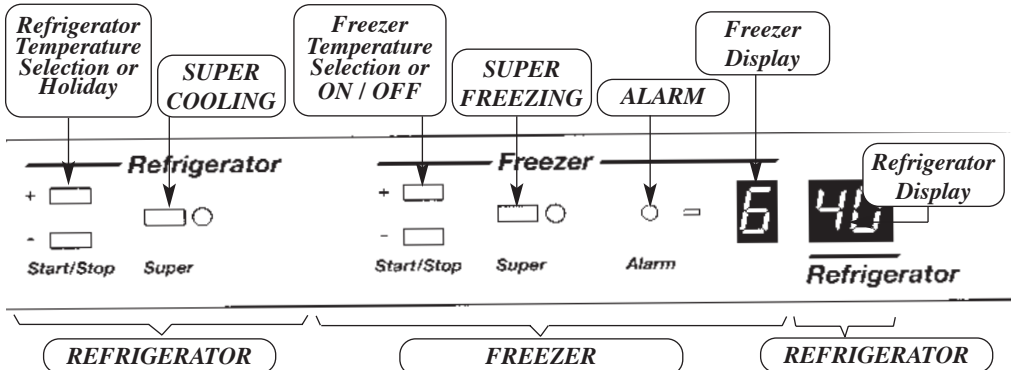 Refrigerator
Temperature
Selection or
Holiday
SUPER
COOLING
Freezer
Temperature
Selection or
ON / OFF
SUPER
FREEZING
ALARM
Freezer
Display
Refrigerator
Display
Refrigerator
Freezer
+
+
6
40
-
-
Start/Stop
Super
Start/Stop
Super
Alarm
Refrigerator
REFRIGERATOR
FREEZER
REFRIGERATOR